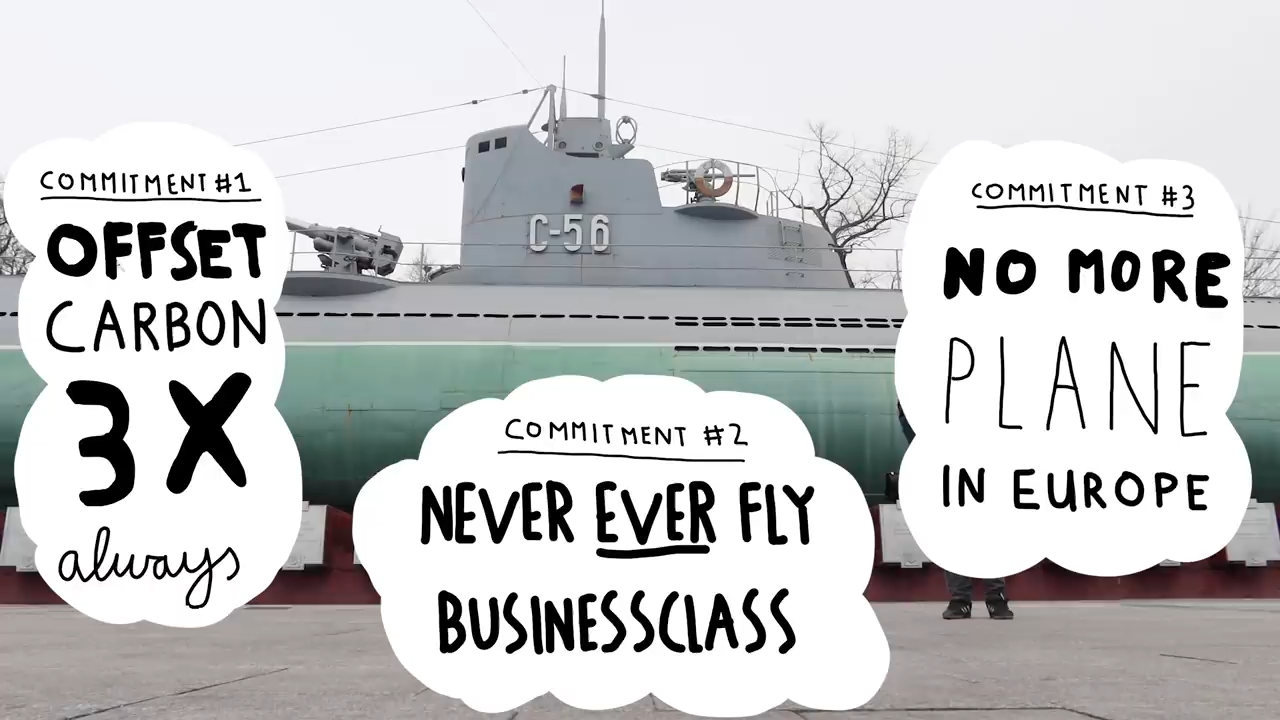 COMMITMENT #1
OFFSET
CARBON
3X
always
C-56
COMMITMENT #2
NEVER EVER FLY
BUSINESSCLASS
COMMITMENT #3
NO MORE
PLANE
IN EUROPE